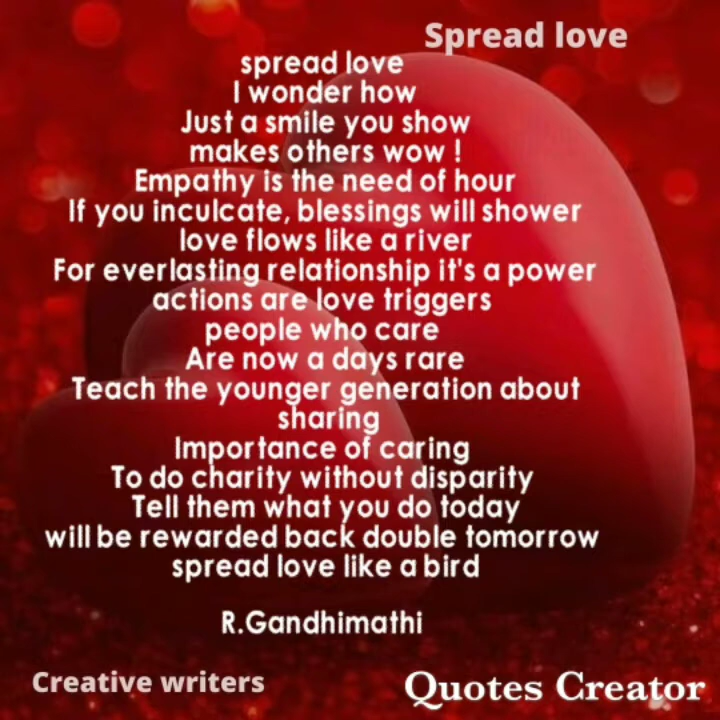 Spread love
spread love
I wonder how
Just a smile you show
makes others wow !
Empathy is the need of hour
If you inculcate, blessings will shower
love flows like a river
For everlasting relationship it's a power
actions are love triggers
people who care
Are now a days rare
Teach the younger generation about
sharing
Importance of caring
To do charity without disparity
Tell them what you do today
will be rewarded back double tomorrow
spread love like a bird
R.Gandhimathi
Creative writers
Quotes Creator